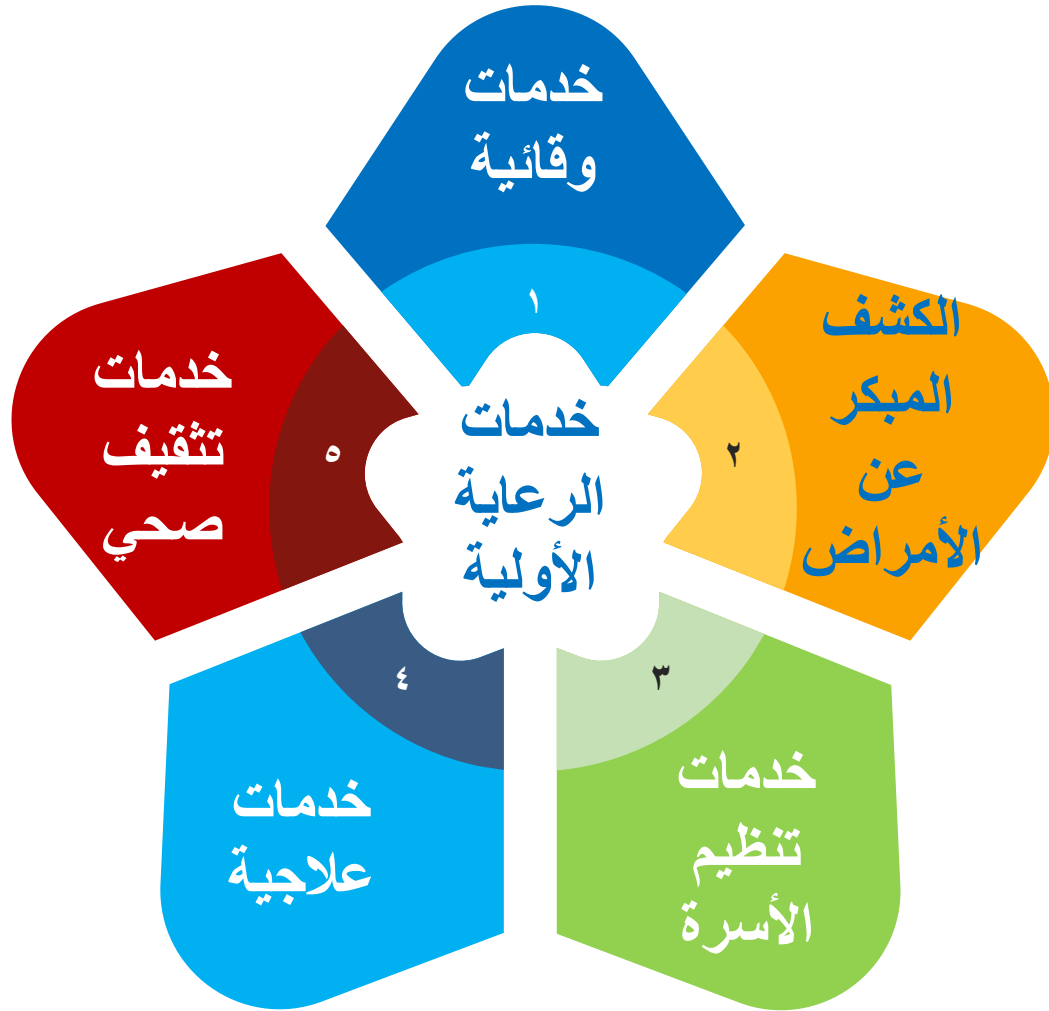 خدمات
وقائية
١
الكشف
المبكر
عن
الأمراض
٢
خدمات
تنظيم
الأسرة
٣
خدمات
علاجية
٤
خدمات
تثقيف
صحي
٥
خدمات
الرعاية
الأولية